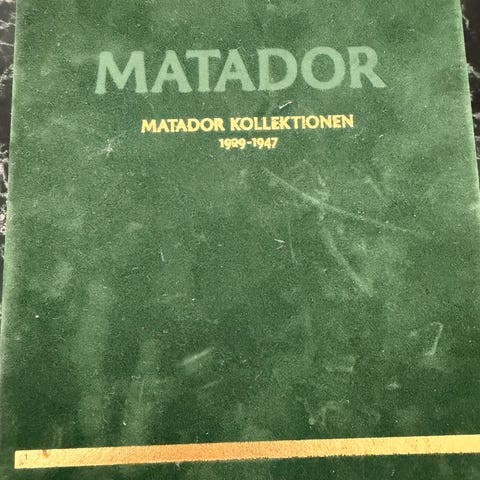 MATADOR
MATADOR KOLLEKTIONEN
1929-1947